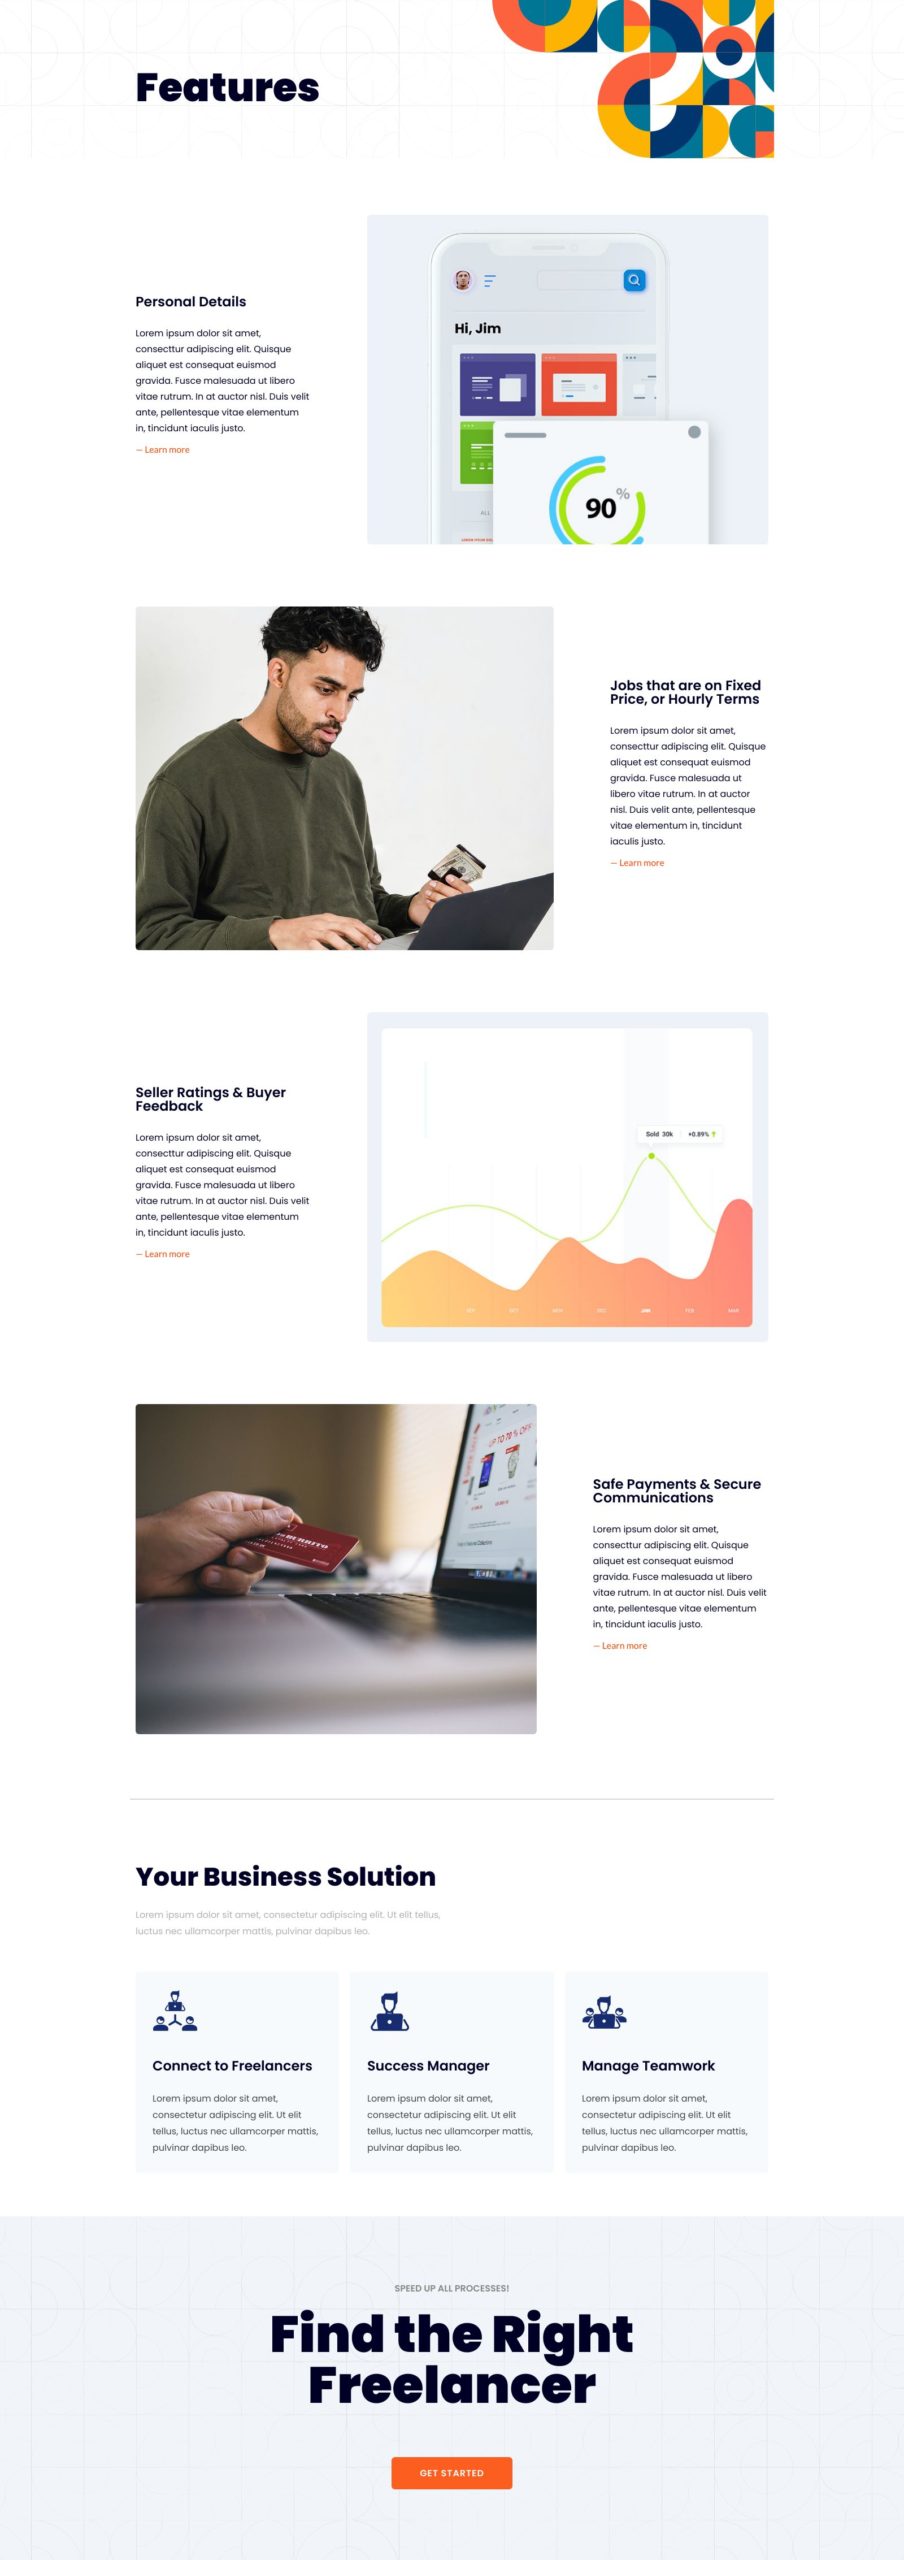 Features
Personal Details
Lorem ipsum dolor sit amet,
consecttur adipiscing elit. Quisque
aliquet est consequat euismod
gravida. Fusce malesuada ut libero
vitae rutrum. In at auctor nisl. Duis velit
ante, pellentesque vitae elementum
in, tincidunt iaculis justo.
— Learn more
Hi, Jim
ALL
90%
Jobs that are on Fixed
Price, or Hourly Terms
Lorem ipsum dolor sit amet,
consecttur adipiscing elit. Quisque
aliquet est consequat euismod
gravida. Fusce malesuada ut
libero vitae rutrum. In at auctor
nisl. Duis velit ante, pellentesque
vitae elementum in, tincidunt
iaculis justo.
— Learn more
Seller Ratings & Buyer
Feedback
Lorem ipsum dolor sit amet,
consecttur adipiscing elit. Quisque
aliquet est consequat euismod
gravida. Fusce malesuada ut libero
vitae rutrum. In at auctor nisl. Duis velit
ante, pellentesque vitae elementum
in, tincidunt iaculis justo.
— Learn more
Sold 30k +0.89%
SEP OCT NOV DEC JAN FEB MAR
UP TO 70 % OFF
BURRITO
Safe Payments & Secure
Communications
Lorem ipsum dolor sit amet,
consecttur adipiscing elit. Quisque
aliquet est consequat euismod
gravida. Fusce malesuada ut libero
vitae rutrum. In at auctor nisl. Duis velit
ante, pellentesque vitae elementum
in, tincidunt iaculis justo.
— Learn more
Your Business Solution
Lorem ipsum dolor sit amet, consectetur adipiscing elit. Ut elit tellus,
luctus nec ullamcorper mattis, pulvinar dapibus leo.
Connect to Freelancers
Lorem ipsum dolor sit amet,
consectetur adipiscing elit. Ut elit
tellus, luctus nec ullamcorper mattis,
pulvinar dapibus leo.
Success Manager
Lorem ipsum dolor sit amet,
consectetur adipiscing elit. Ut elit
tellus, luctus nec ullamcorper mattis,
pulvinar dapibus leo.
Manage Teamwork
Lorem ipsum dolor sit amet,
consectetur adipiscing elit. Ut elit
tellus, luctus nec ullamcorper mattis,
pulvinar dapibus leo.
SPEED UP ALL PROCESSES!
Find the Right
Freelancer
GET STARTED